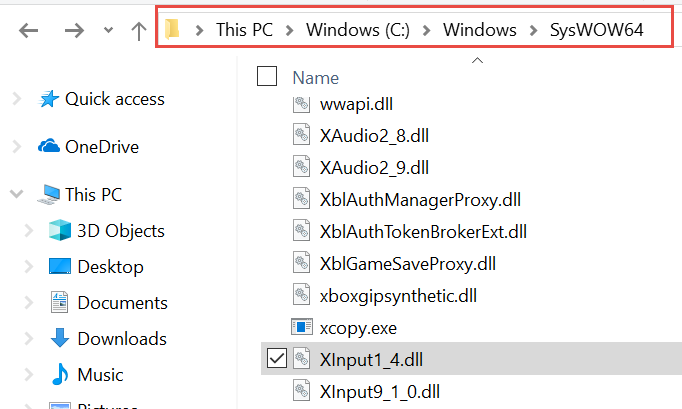 This PC > Windows (C:) > Windows > SysWOW64
Name
Quick access
OneDrive
This PC
3D Objects
Desktop
Documents
Downloads
Music
Pictures
wwapi.dll
XAudio2_8.dll
XAudio2_9.dll
XblAuthManagerProxy.dll
XblAuthTokenBrokerExt.dll
XblGameSaveProxy.dll
xboxgipsynthetic.dll
xcopy.exe
XInput1_4.dll
XInput9_1_0.dll